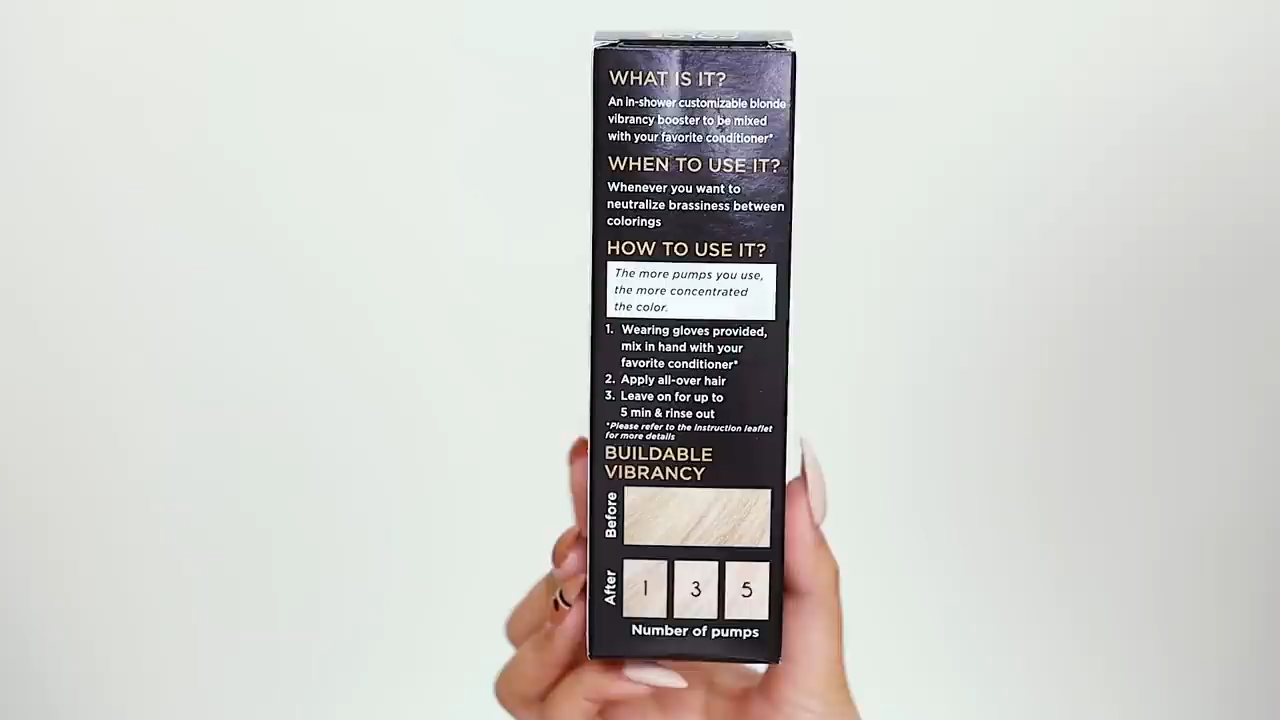 WHAT IS IT?
An in-shower customizable blonde
vibrancy booster to be mixed
with your favorite conditioner*
WHEN TO USE IT?
Whenever you want to
neutralize brassiness between
colorings
HOW TO USE IT?
The more pumps you use,
the more concentrated
the color.
1. Wearing gloves provided,
mix in hand with your
favorite conditioner*
2. Apply all-over hair
3. Leave on for up to
5 min & rinse out
*Please refer to the instruction leaflet
for more details
BUILDABLE
VIBRANCY
Before
After
1 3 5
Number of pumps